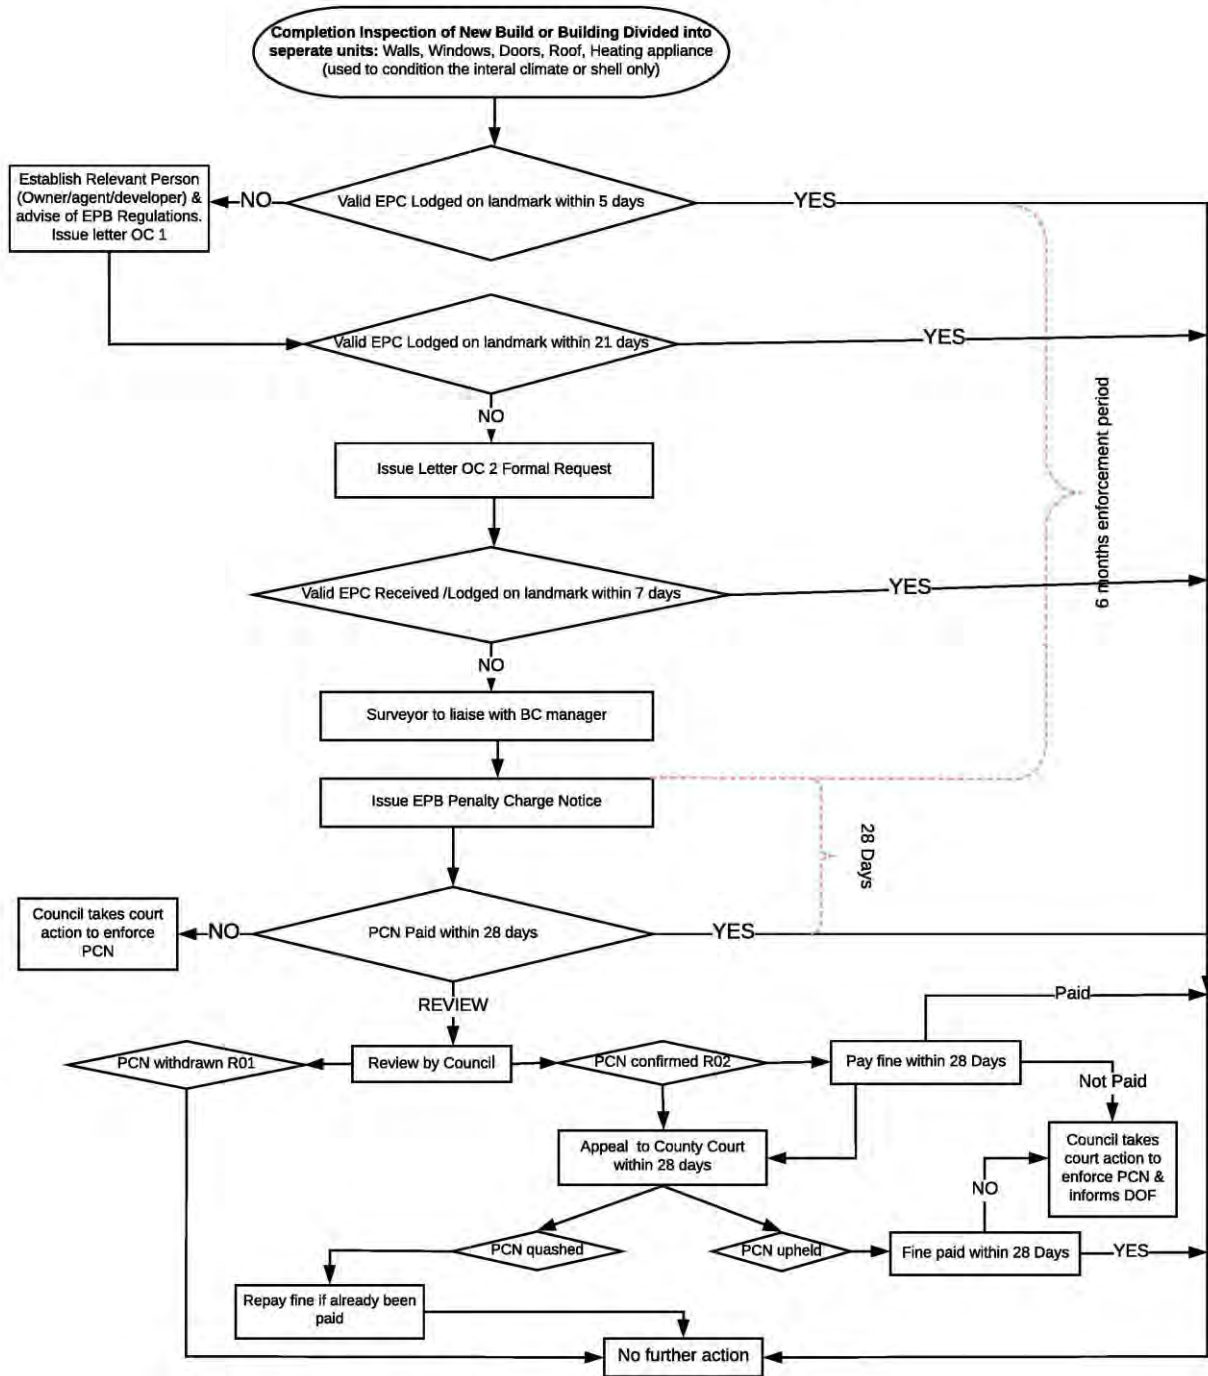 Completion Inspection of New Build or Building Divided into
seperate units: Walls, Windows, Doors, Roof, Heating appliance
(used to condition the interal climate or shell only)
Establish Relevant Person
(Owner/agent/developer) &
advise of EPB Regulations.
Issue letter OC 1
NO
Valid EPC Lodged on landmark within 5 days
YES
Valid EPC Lodged on landmark within 21 days
YES
NO
Issue Letter OC 2 Formal Request
6 months enforcement period
Valid EPC Received /Lodged on landmark within 7 days
YES
NO
Surveyor to liaise with BC manager
Issue EPB Penalty Charge Notice
28 Days
Council takes court
action to enforce
PCN
NO
PCN Paid within 28 days
YES
REVIEW
Paid
PCN withdrawn R01
Review by Council
PCN confirmed R02
Pay fine within 28 Days
Not Paid
Appeal to County Court
within 28 days
Council takes
court action to
enforce PCN &
informs DOF
NO
PCN quashed
PCN upheld
Fine paid within 28 Days
YES
Repay fine if already been
paid
No further action